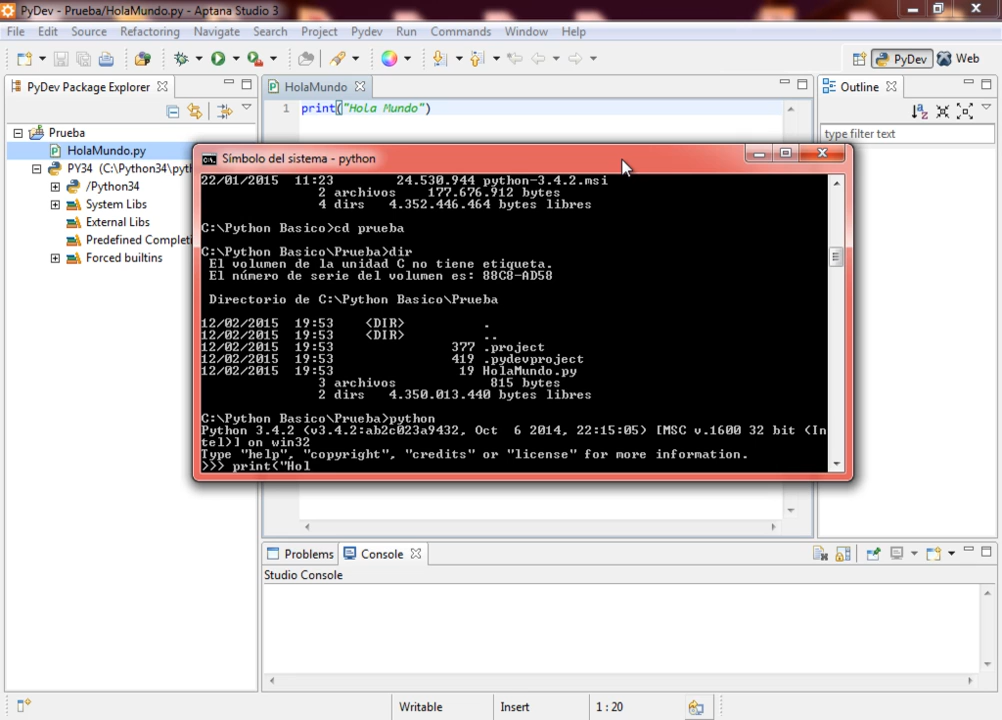 PyDev - Prueba/HolaMundo.py - Aptana Studio 3
File Edit Source Refactoring Navigate Search Project Pydev Run Commands Window Help
PyDev Web
PyDev Package Explorer
HolaMundo
Outline
1 print("Hola Mundo")
type filter text
Prueba
HolaMundo.py
PY34 (C:\Python34\pyth
/Python34
System Libs
External Libs
Predefined Completi
Forced builtins
Símbolo del sistema - python
22/01/2015 11:23 24.530.944 python-3.4.2.msi
2 archivos 177.676.912 bytes
4 dirs 4.352.446.464 bytes libres
C:\Python Basico>cd prueba
C:\Python Basico\Prueba>dir
El volumen de la unidad C no tiene etiqueta.
El número de serie del volumen es: 88C8-AD58
Directorio de C:\Python Basico\Prueba
12/02/2015 19:53 <DIR> .
12/02/2015 19:53 <DIR> ..
12/02/2015 19:53 377 .project
12/02/2015 19:53 419 .pydevproject
12/02/2015 19:53 19 HolaMundo.py
3 archivos 815 bytes
2 dirs 4.350.013.440 bytes libres
C:\Python Basico\Prueba>python
Python 3.4.2 (v3.4.2:ab2c023a9432, Oct 6 2014, 22:15:05) [MSC v.1600 32 bit (In
tel)] on win32
Type "help", "copyright", "credits" or "license" for more information.
>>> print("Hol
Problems Console
Studio Console
Writable Insert 1 : 20